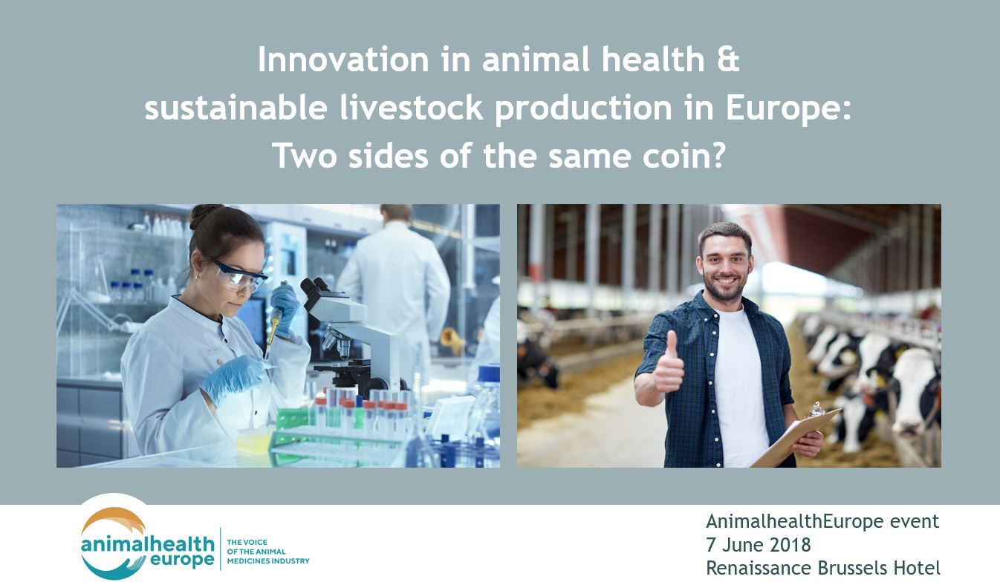 Innovation in animal health &
sustainable livestock production in Europe:
Two sides of the same coin?
animalhealth
europe
THE VOICE
OF THE ANIMAL
MEDICINES INDUSTRY
AnimalhealthEurope event
7 June 2018
Renaissance Brussels Hotel